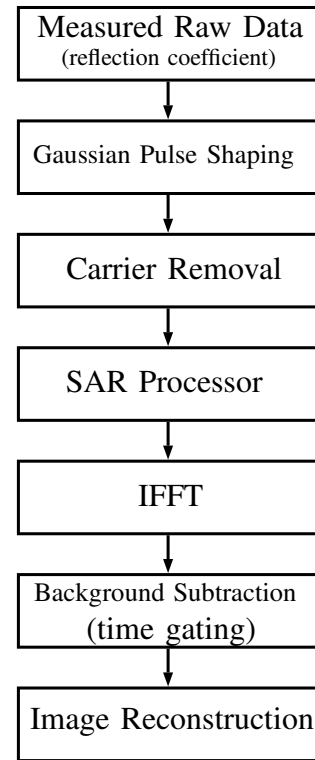 Measured Raw Data
(reflection coefficient)
Gaussian Pulse Shaping
Carrier Removal
SAR Processor
IFFT
Background Subtraction
(time gating)
Image Reconstruction